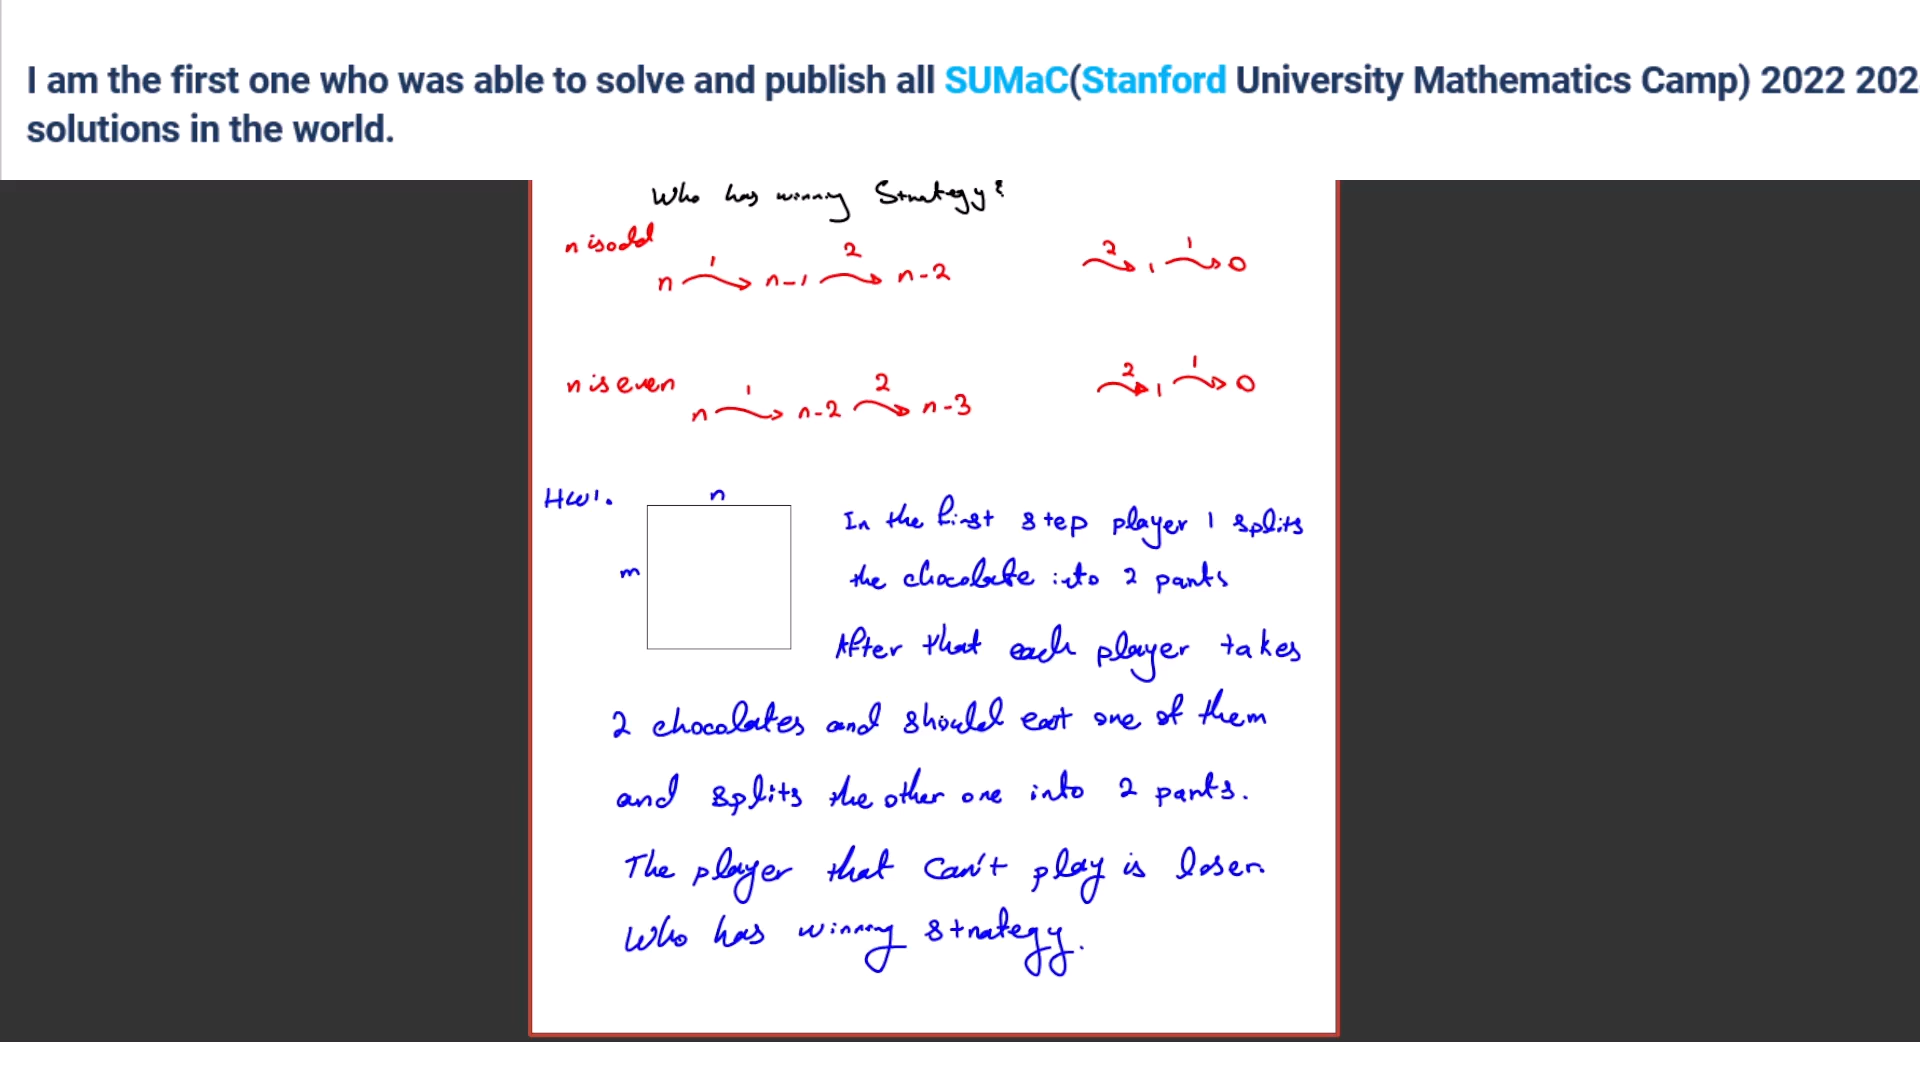 I am the first one who was able to solve and publish all SUMaC(Stanford University Mathematics Camp) 2022 202
solutions in the world.
Who has winning Strategy?
n is odd
n 1 n-1 2 n-2 2 1 1 0
n is even
n 1 n-2 2 n-3 2 1 1 0
HW1.
n
m
In the first step player 1 splits
the chocolate into 2 parts
After that each player takes
2 chocolates and should eat one of them
and splits the other one into 2 parts.
The player that can't play is loser.
Who has winning strategy.